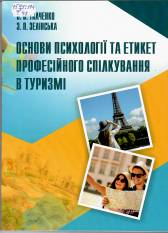 ТКАЧЕНКО
З. П. ЗЕЛІНСЬКА
ОСНОВИ ПСИХОЛОГІЇ ТА ЕТИКЕТ
ПРОФЕСІЙНОГО СПІЛКУВАННЯ
В ТУРИЗМІ